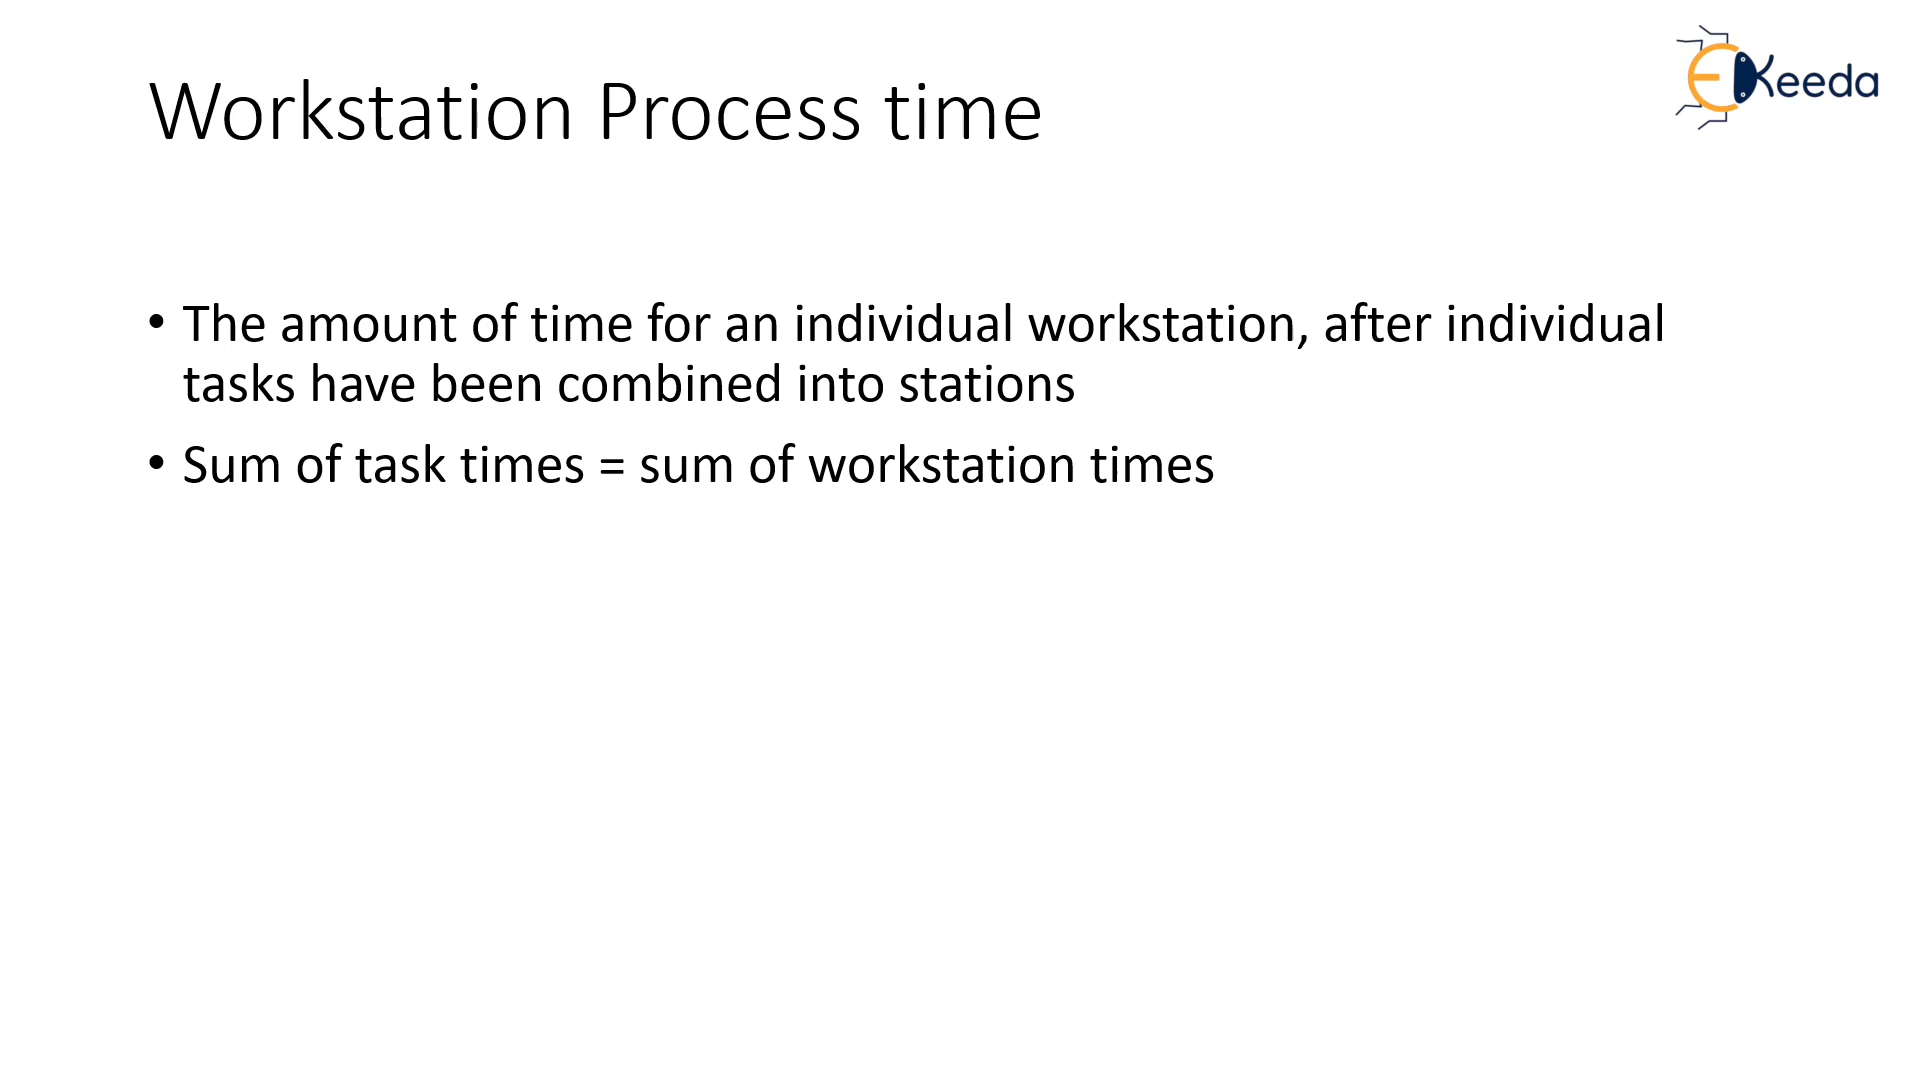 Workstation Process time
EKeeda
• The amount of time for an individual workstation, after individual
tasks have been combined into stations
• Sum of task times = sum of workstation times